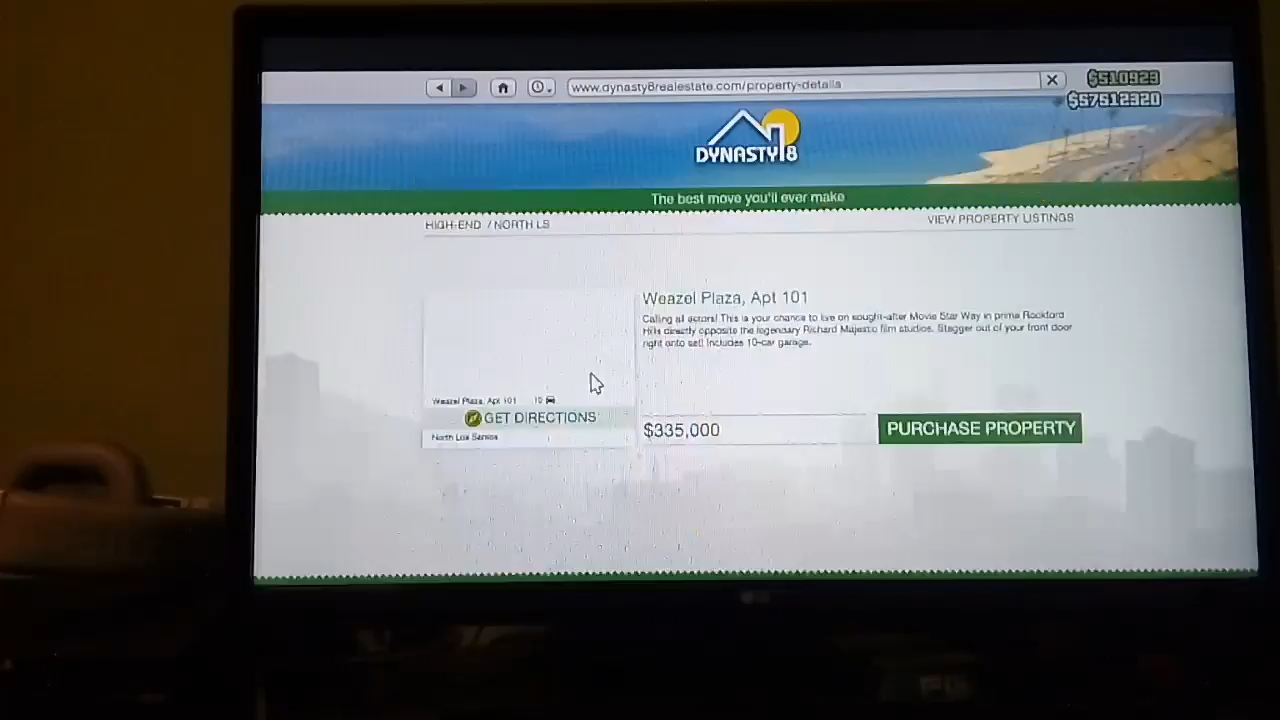 www.dynasty8realestate.com/property-details
$510923
$57512320
DYNASTY8
The best move you'll ever make
HIGH-END / NORTH LS
VIEW PROPERTY LISTINGS
Weazel Plaza, Apt 101
Calling all actors! This is your chance to live on sought-after Movie Star Way in prime Rockford
Hills directly opposite the legendary Richard Majestic film studios. Stagger out of your front door
right onto set! Includes 10-car garage.
Weazel Plaza, Apt 101 10
GET DIRECTIONS
North Los Santos
$335,000
PURCHASE PROPERTY